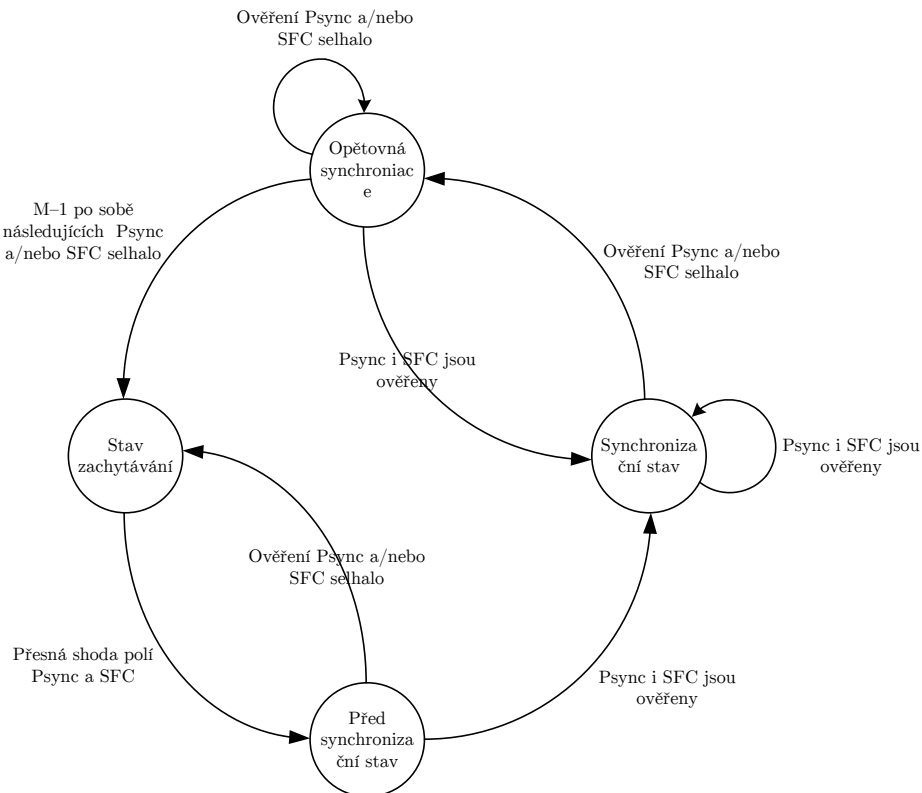 Ověření Psync a/nebo
SFC selhalo
Opětovná
synchroniac
e
M–1 po sobě
následujících Psync
a/nebo SFC selhalo
Ověření Psync a/nebo
SFC selhalo
Psync i SFC jsou
ověřeny
Stav
zachytávání
Synchroniza
ční stav
Psync i SFC jsou
ověřeny
Ověření Psync a/nebo
SFC selhalo
Přesná shoda polí
Psync a SFC
Psync i SFC jsou
ověřeny
Před
synchroniza
ční stav